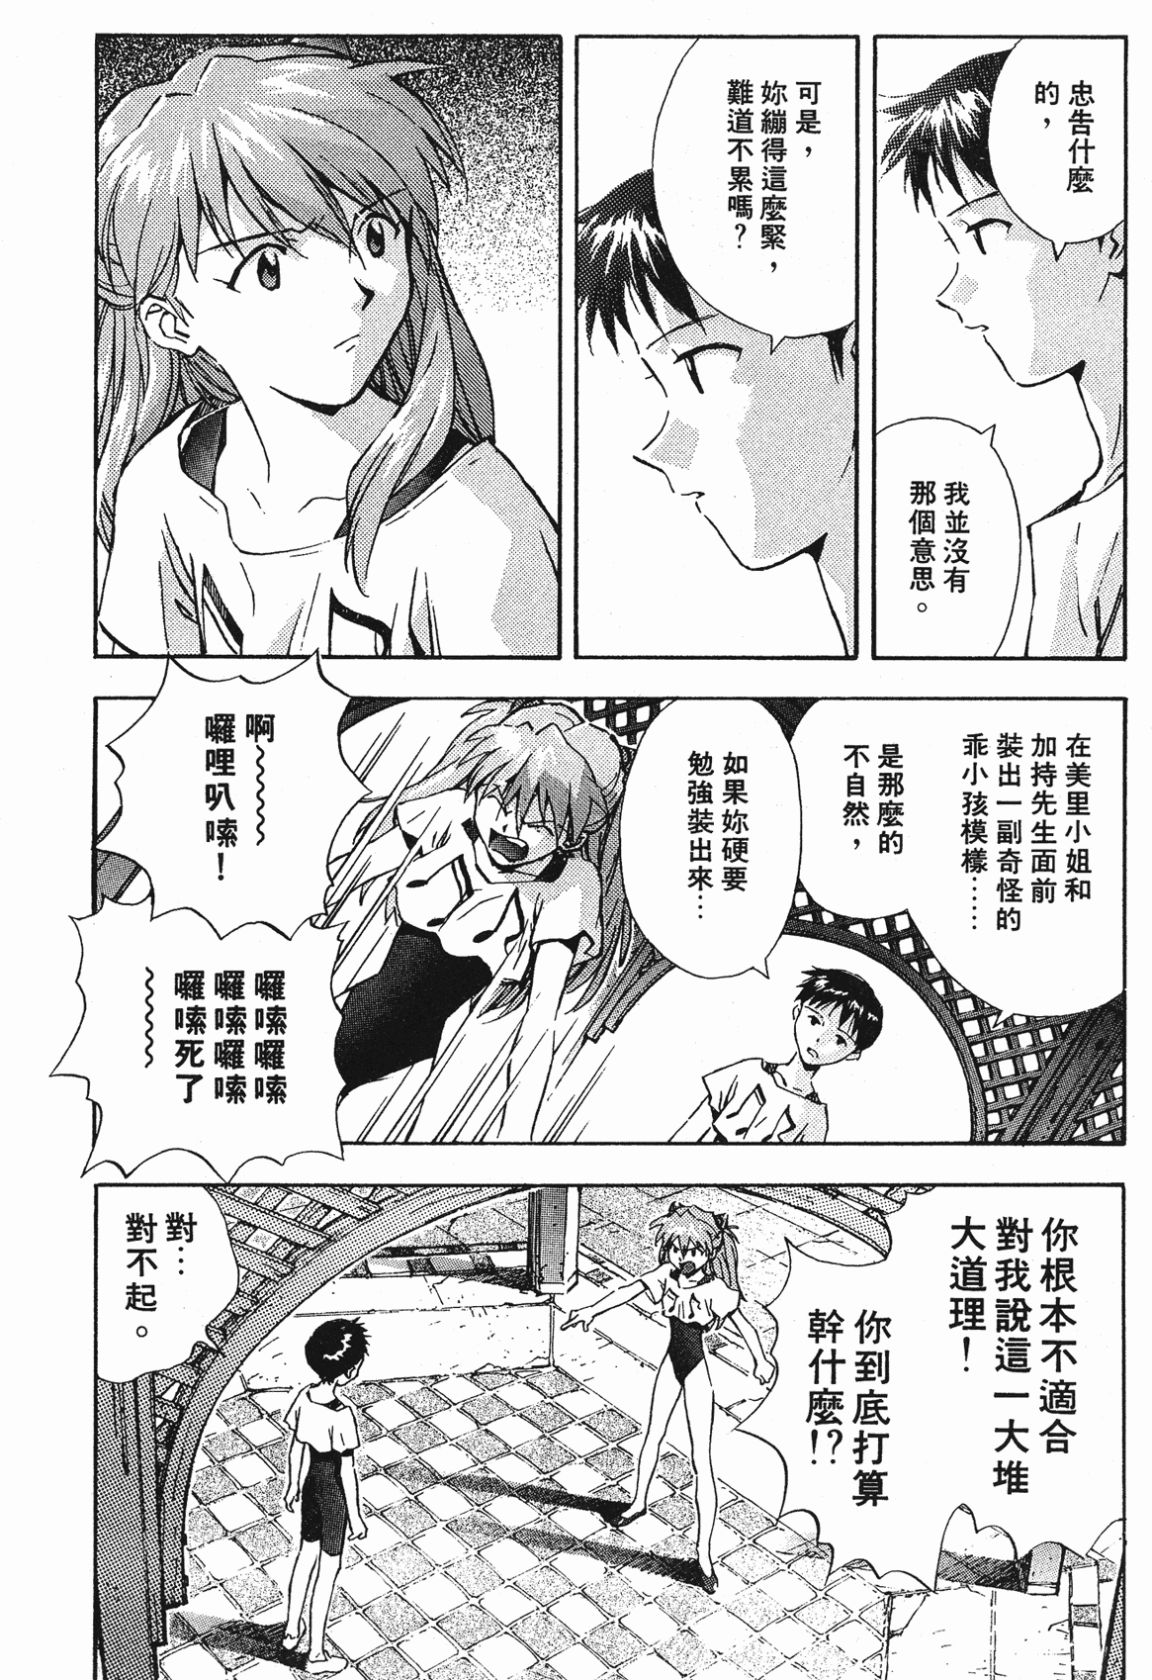 忠告什麼
的，
我並沒有
那個意思。
可是，
妳繃得這麼緊，
難道不累嗎？
在美里小姐和
加持先生面前
裝出一副奇怪的
乖小孩模樣……
是那麼的
不自然，
如果妳硬要
勉強裝出來…
啊～～～～
囉哩叭嗦！
囉嗦囉嗦
囉嗦囉嗦
囉嗦死了
～～～～
你根本不適合
對我說這一大堆
大道理！
你到底打算
幹什麼!?
對…
對不起。